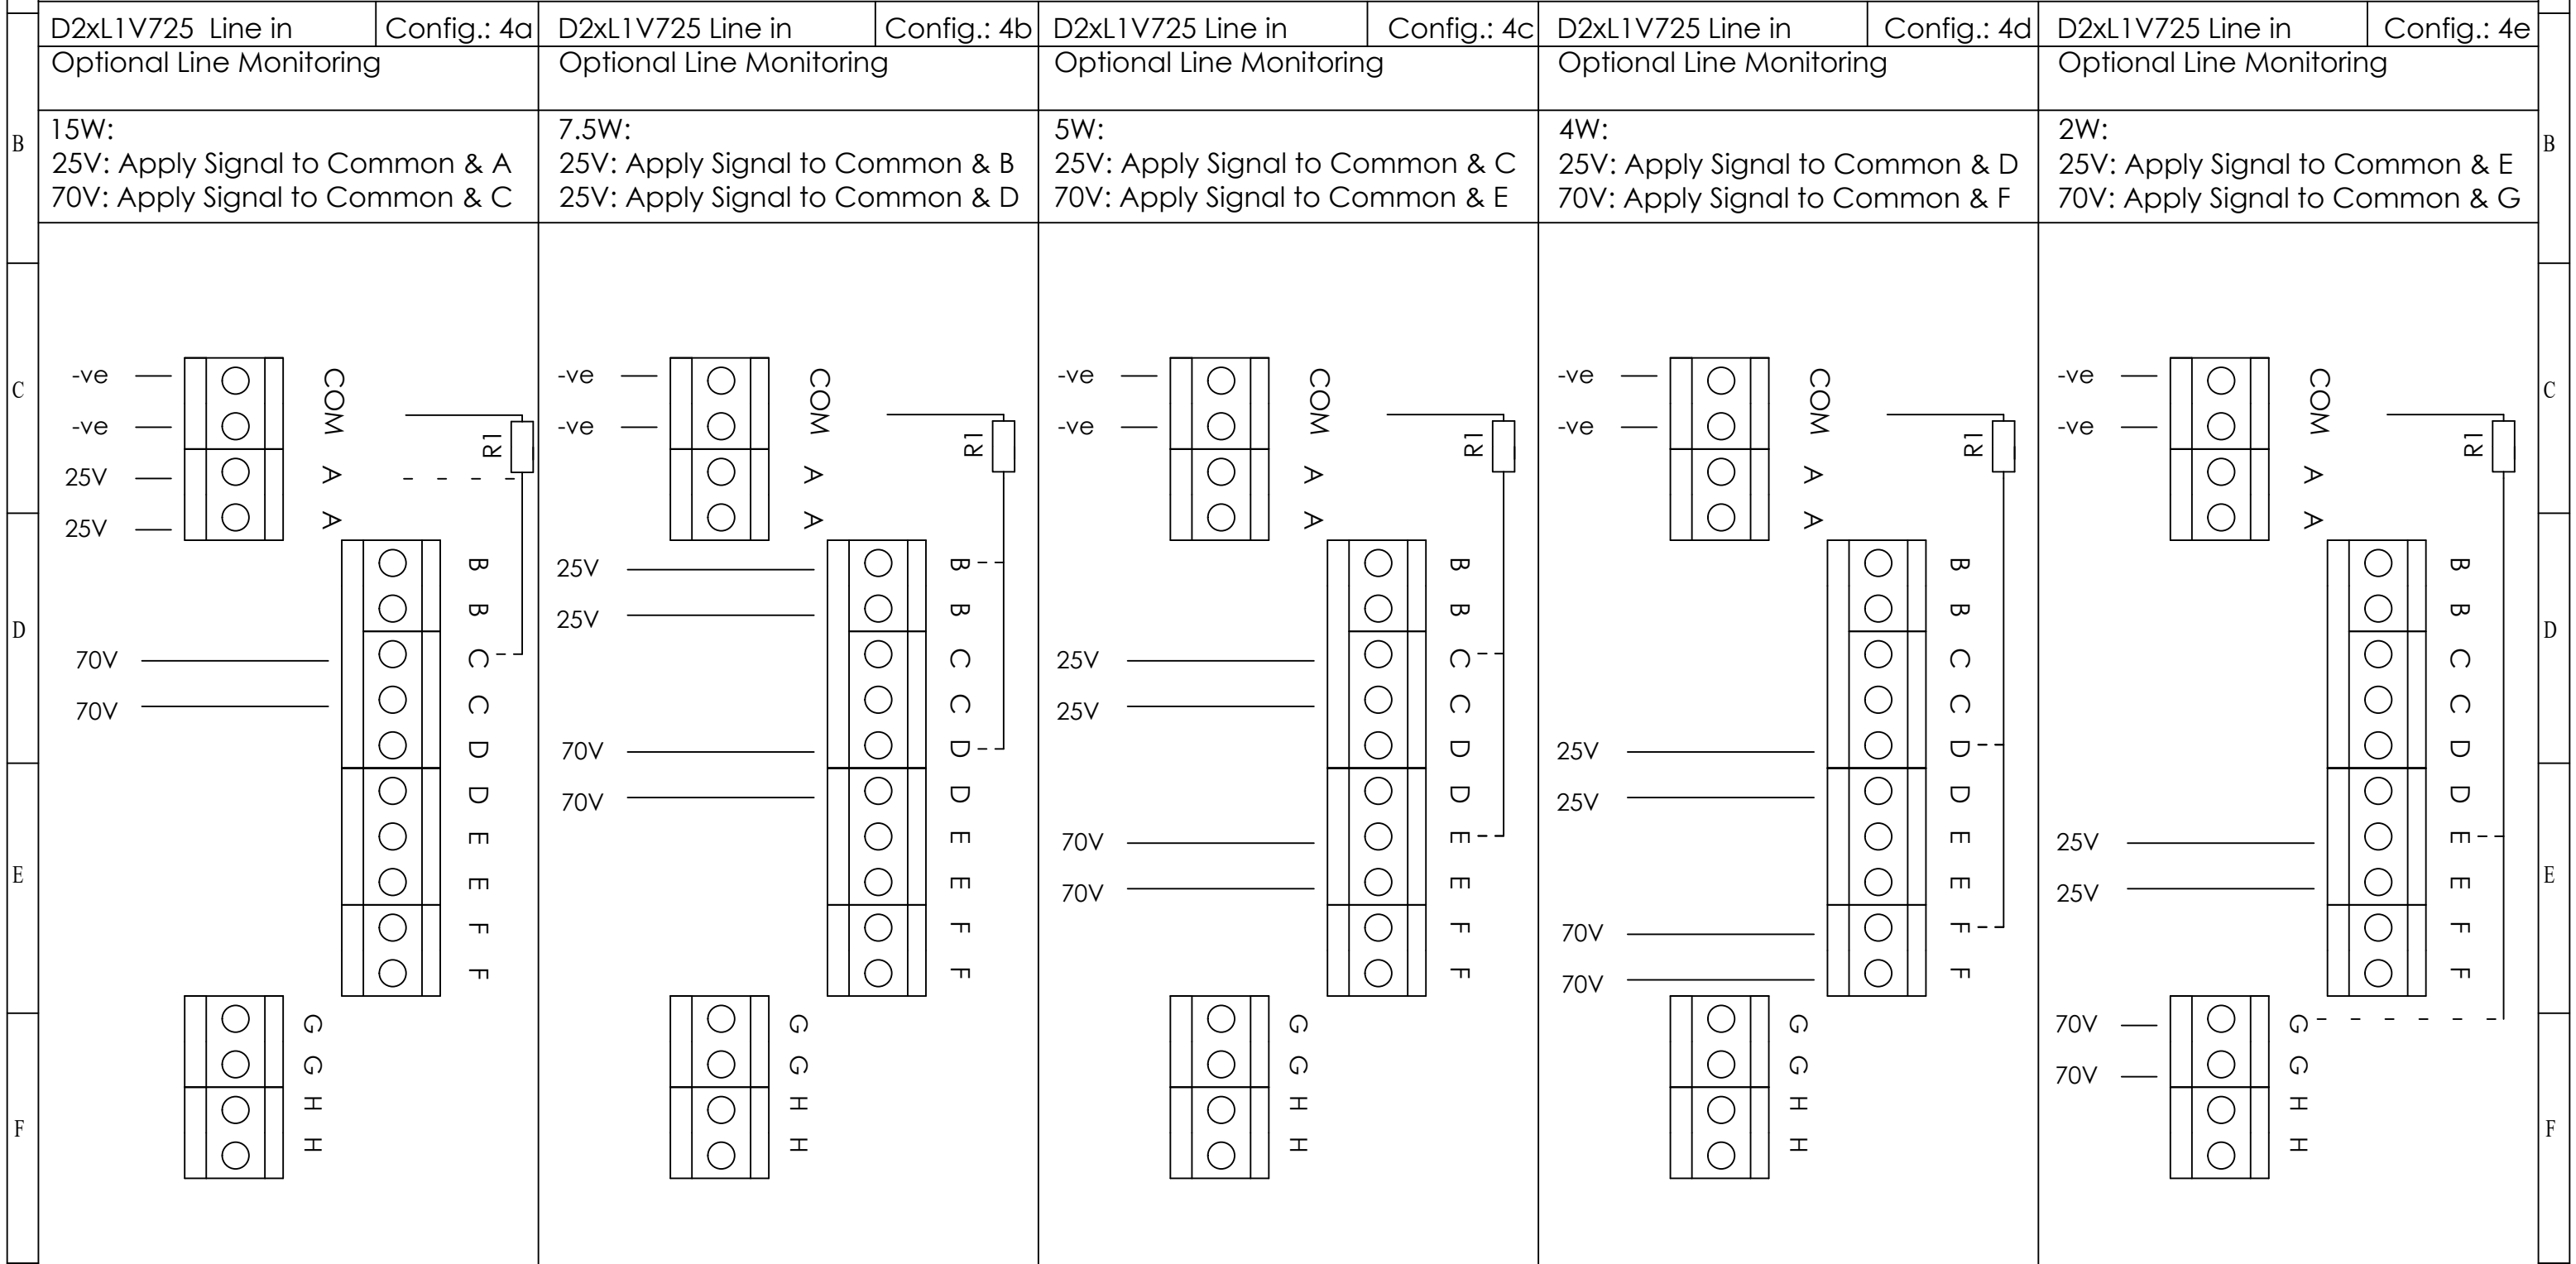 D2xL1V725 Line in
Config.: 4a
Optional Line Monitoring
15W:
25V: Apply Signal to Common & A
70V: Apply Signal to Common & C
-ve
-ve
25V
25V
70V
70V
COM
A
A
R1
B
B
C
C
D
D
E
E
F
F
G
G
H
H
D2xL1V725 Line in
Config.: 4b
Optional Line Monitoring
7.5W:
25V: Apply Signal to Common & B
25V: Apply Signal to Common & D
-ve
-ve
25V
25V
70V
70V
COM
A
A
R1
B
B
C
C
D
D
E
E
F
F
G
G
H
H
D2xL1V725 Line in
Config.: 4c
Optional Line Monitoring
5W:
25V: Apply Signal to Common & C
70V: Apply Signal to Common & E
-ve
-ve
25V
25V
70V
70V
COM
A
A
R1
B
B
C
C
D
D
E
E
F
F
G
G
H
H
D2xL1V725 Line in
Config.: 4d
Optional Line Monitoring
4W:
25V: Apply Signal to Common & D
70V: Apply Signal to Common & F
-ve
-ve
25V
25V
70V
70V
COM
A
A
R1
B
B
C
C
D
D
E
E
F
F
G
G
H
H
D2xL1V725 Line in
Config.: 4e
Optional Line Monitoring
2W:
25V: Apply Signal to Common & E
70V: Apply Signal to Common & G
-ve
-ve
25V
25V
70V
70V
COM
A
A
R1
B
B
C
C
D
D
E
E
F
F
G
G
H
H
B
C
D
E
F
B
C
D
E
F